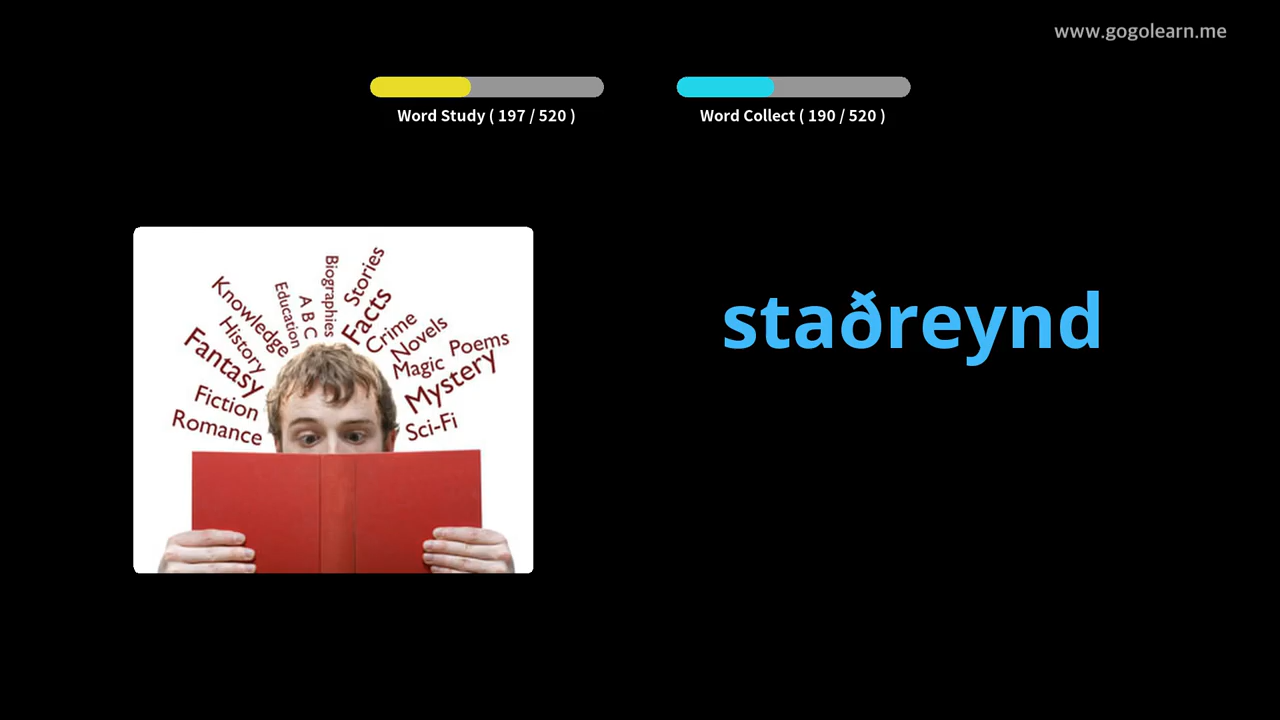 www.gogolearn.me
Word Study ( 197 / 520 )
Word Collect ( 190 / 520 )
staðreynd
Biographies
Stories
Education
A B C
Facts
Knowledge
Crime
History
Novels
Poems
Fantasy
Magic
Mystery
Fiction
Romance
Sci-Fi